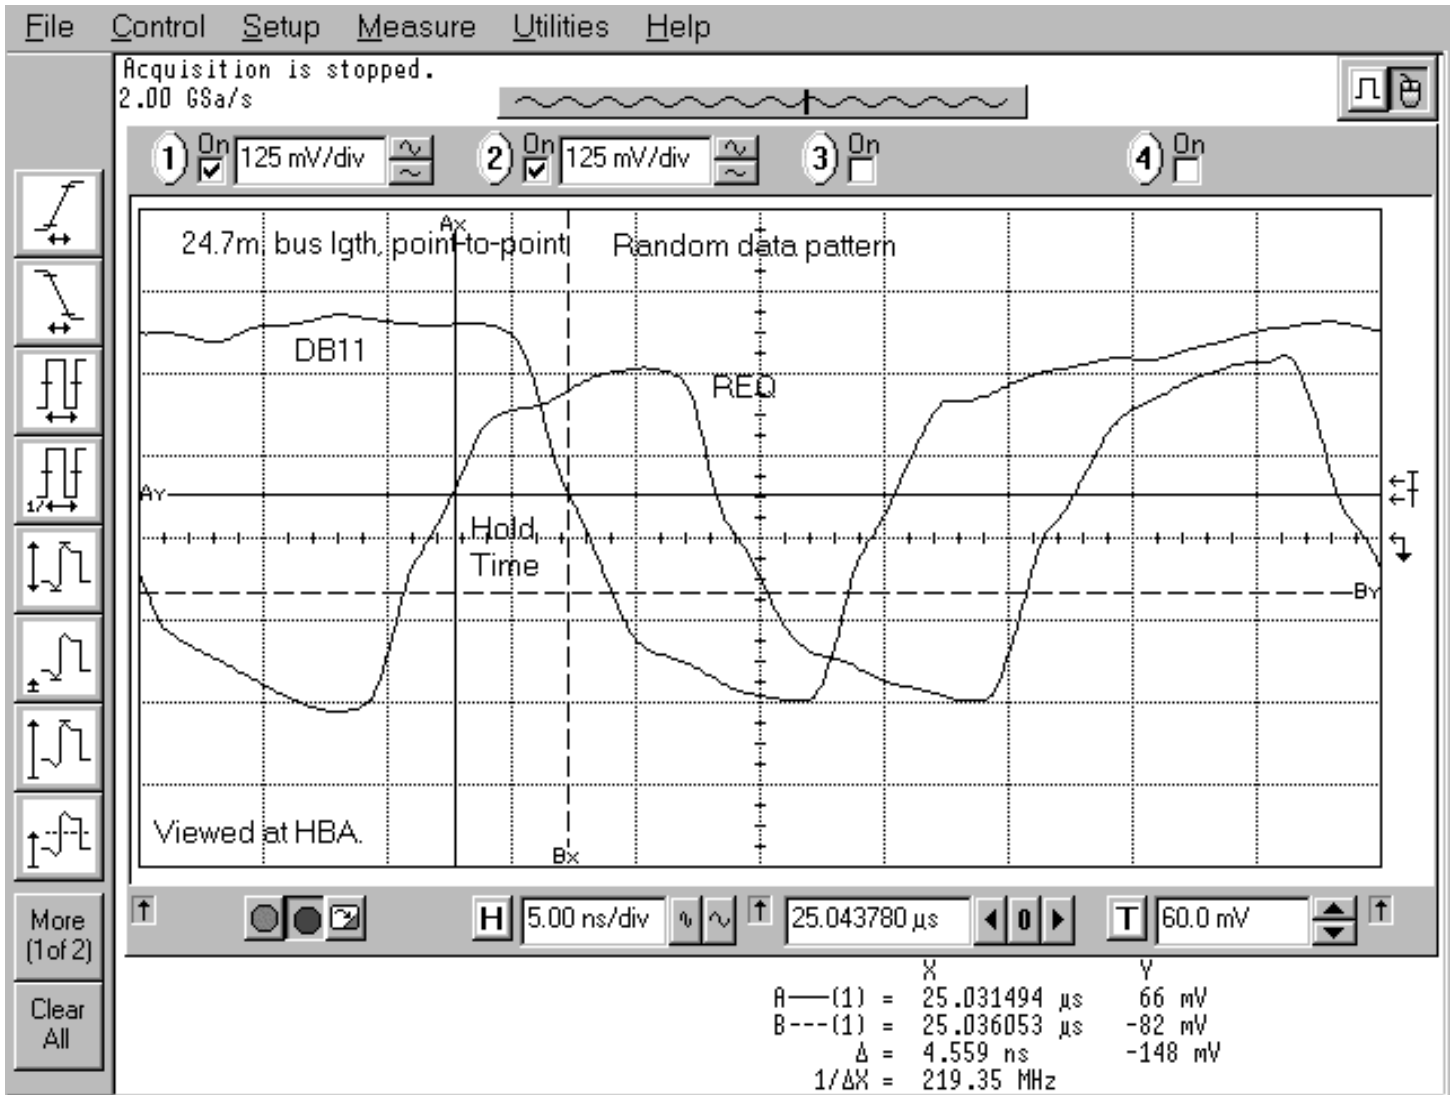 File Control Setup Measure Utilities Help
Acquisition is stopped.
2.00 GSa/s
1 On 125 mV/div 2 On 125 mV/div 3 On 4 On
Ax
24.7m, bus lgth, point-to-point Random data pattern
DB11
REQ
Ay
Hold
Time
By
Viewed at HBA.
Bx
1/
More
(1of 2)
Clear
All
H 5.00 ns/div 25.043780 µs 0 T 60.0 mV
X Y
A——(1) = 25.031494 µs 66 mV
B---(1) = 25.036053 µs -82 mV
Δ = 4.559 ns -148 mV
1/ΔX = 219.35 MHz